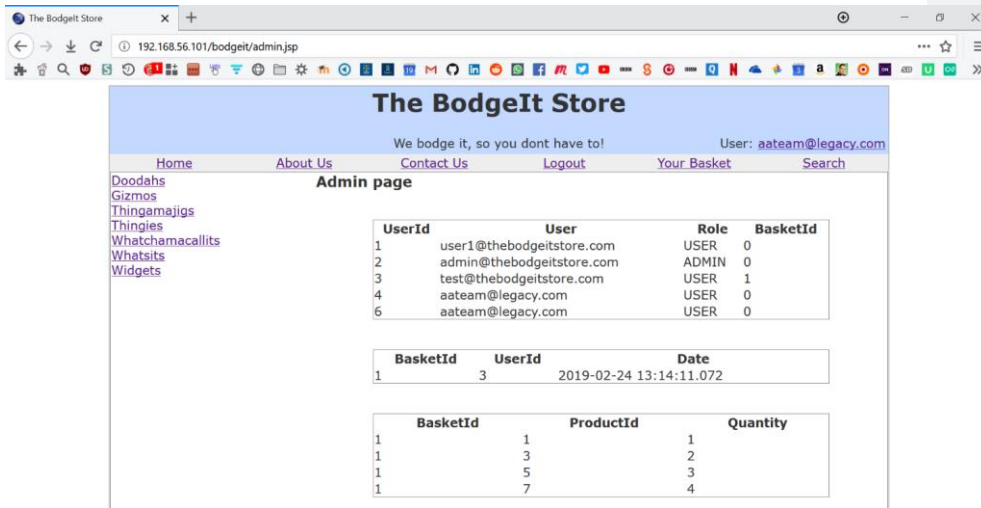 The BodgeIt Store
192.168.56.101/bodgeit/admin.jsp
The BodgeIt Store
We bodge it, so you dont have to! User: aateam@legacy.com
Home About Us Contact Us Logout Your Basket Search
Doodahs
Gizmos
Thingamajigs
Thingies
Whatchamacallits
Whatsits
Widgets
Admin page
UserId User Role BasketId
1 user1@thebodgeitstore.com USER 0
2 admin@thebodgeitstore.com ADMIN 0
3 test@thebodgeitstore.com USER 1
4 aateam@legacy.com USER 0
6 aateam@legacy.com USER 0
BasketId UserId Date
1 3 2019-02-24 13:14:11.072
BasketId ProductId Quantity
1 1 1
1 3 2
1 5 3
1 7 4